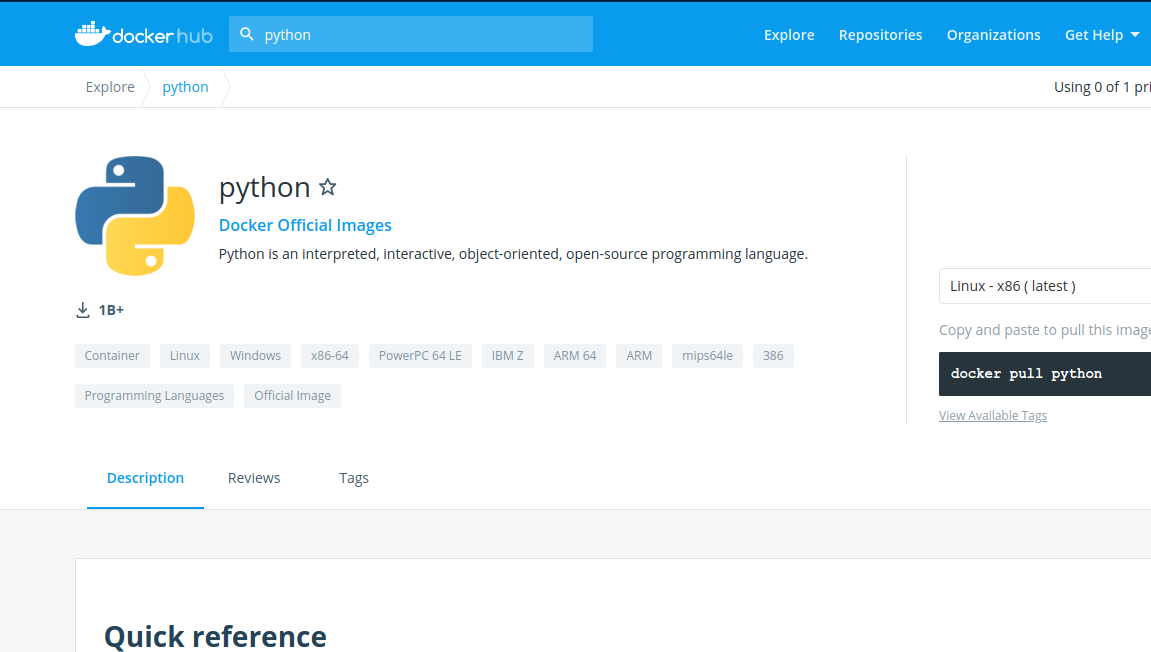 docker hub
python
Explore
Repositories
Organizations
Get Help
Explore
python
Using 0 of 1
python
Docker Official Images
Python is an interpreted, interactive, object-oriented, open-source programming language.
1B+
Linux - x86 ( latest )
Copy and paste to pull this image
docker pull python
View Available Tags
Container
Linux
Windows
x86-64
PowerPC 64 LE
IBM Z
ARM 64
ARM
mips64le
386
Programming Languages
Official Image
Description
Reviews
Tags
Quick reference